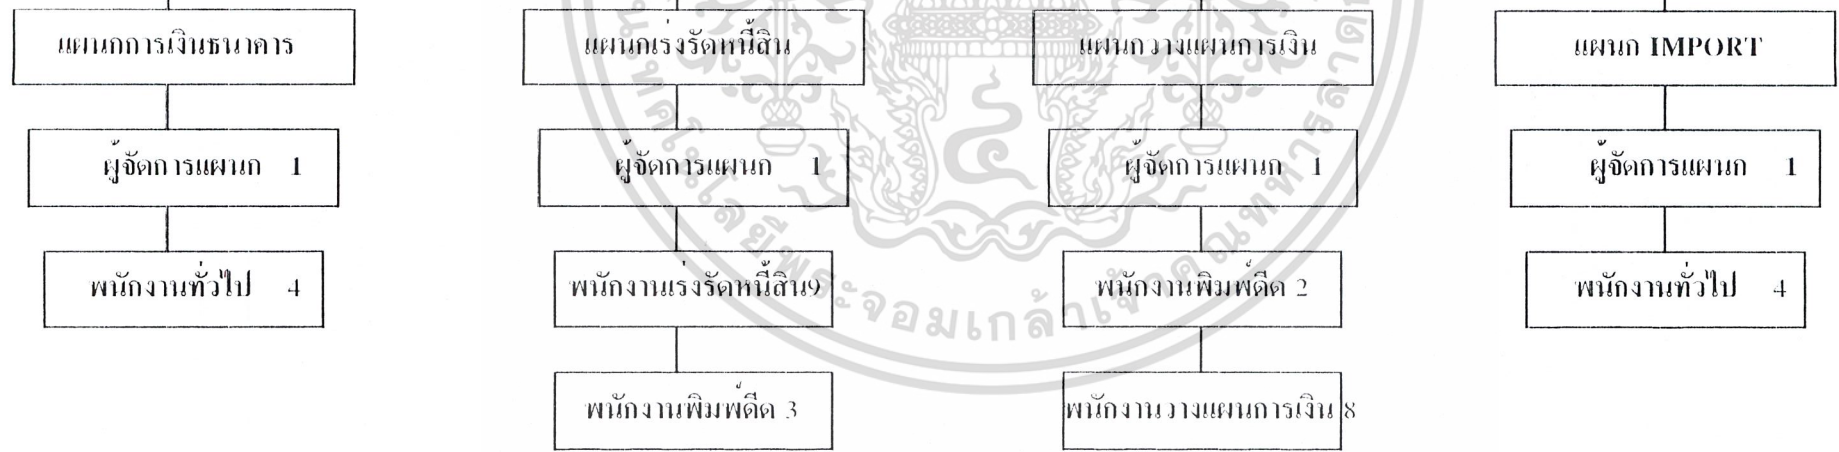 แผนกการเงินธนาคาร
แผนกเร่งรัดหนี้สิน
แผนกวางแผนการเงิน
แผนก IMPORT
ผู้จัดการแผนก 1
ผู้จัดการแผนก 1
ผู้จัดการแผนก 1
ผู้จัดการแผนก 1
พนักงานทั่วไป 4
พนักงานเร่งรัดหนี้สิน9
พนักงานพิมพ์ดีด 2
พนักงานทั่วไป 4
พนักงานพิมพ์ดีด 3
พนักงานวางแผนการเงิน 8